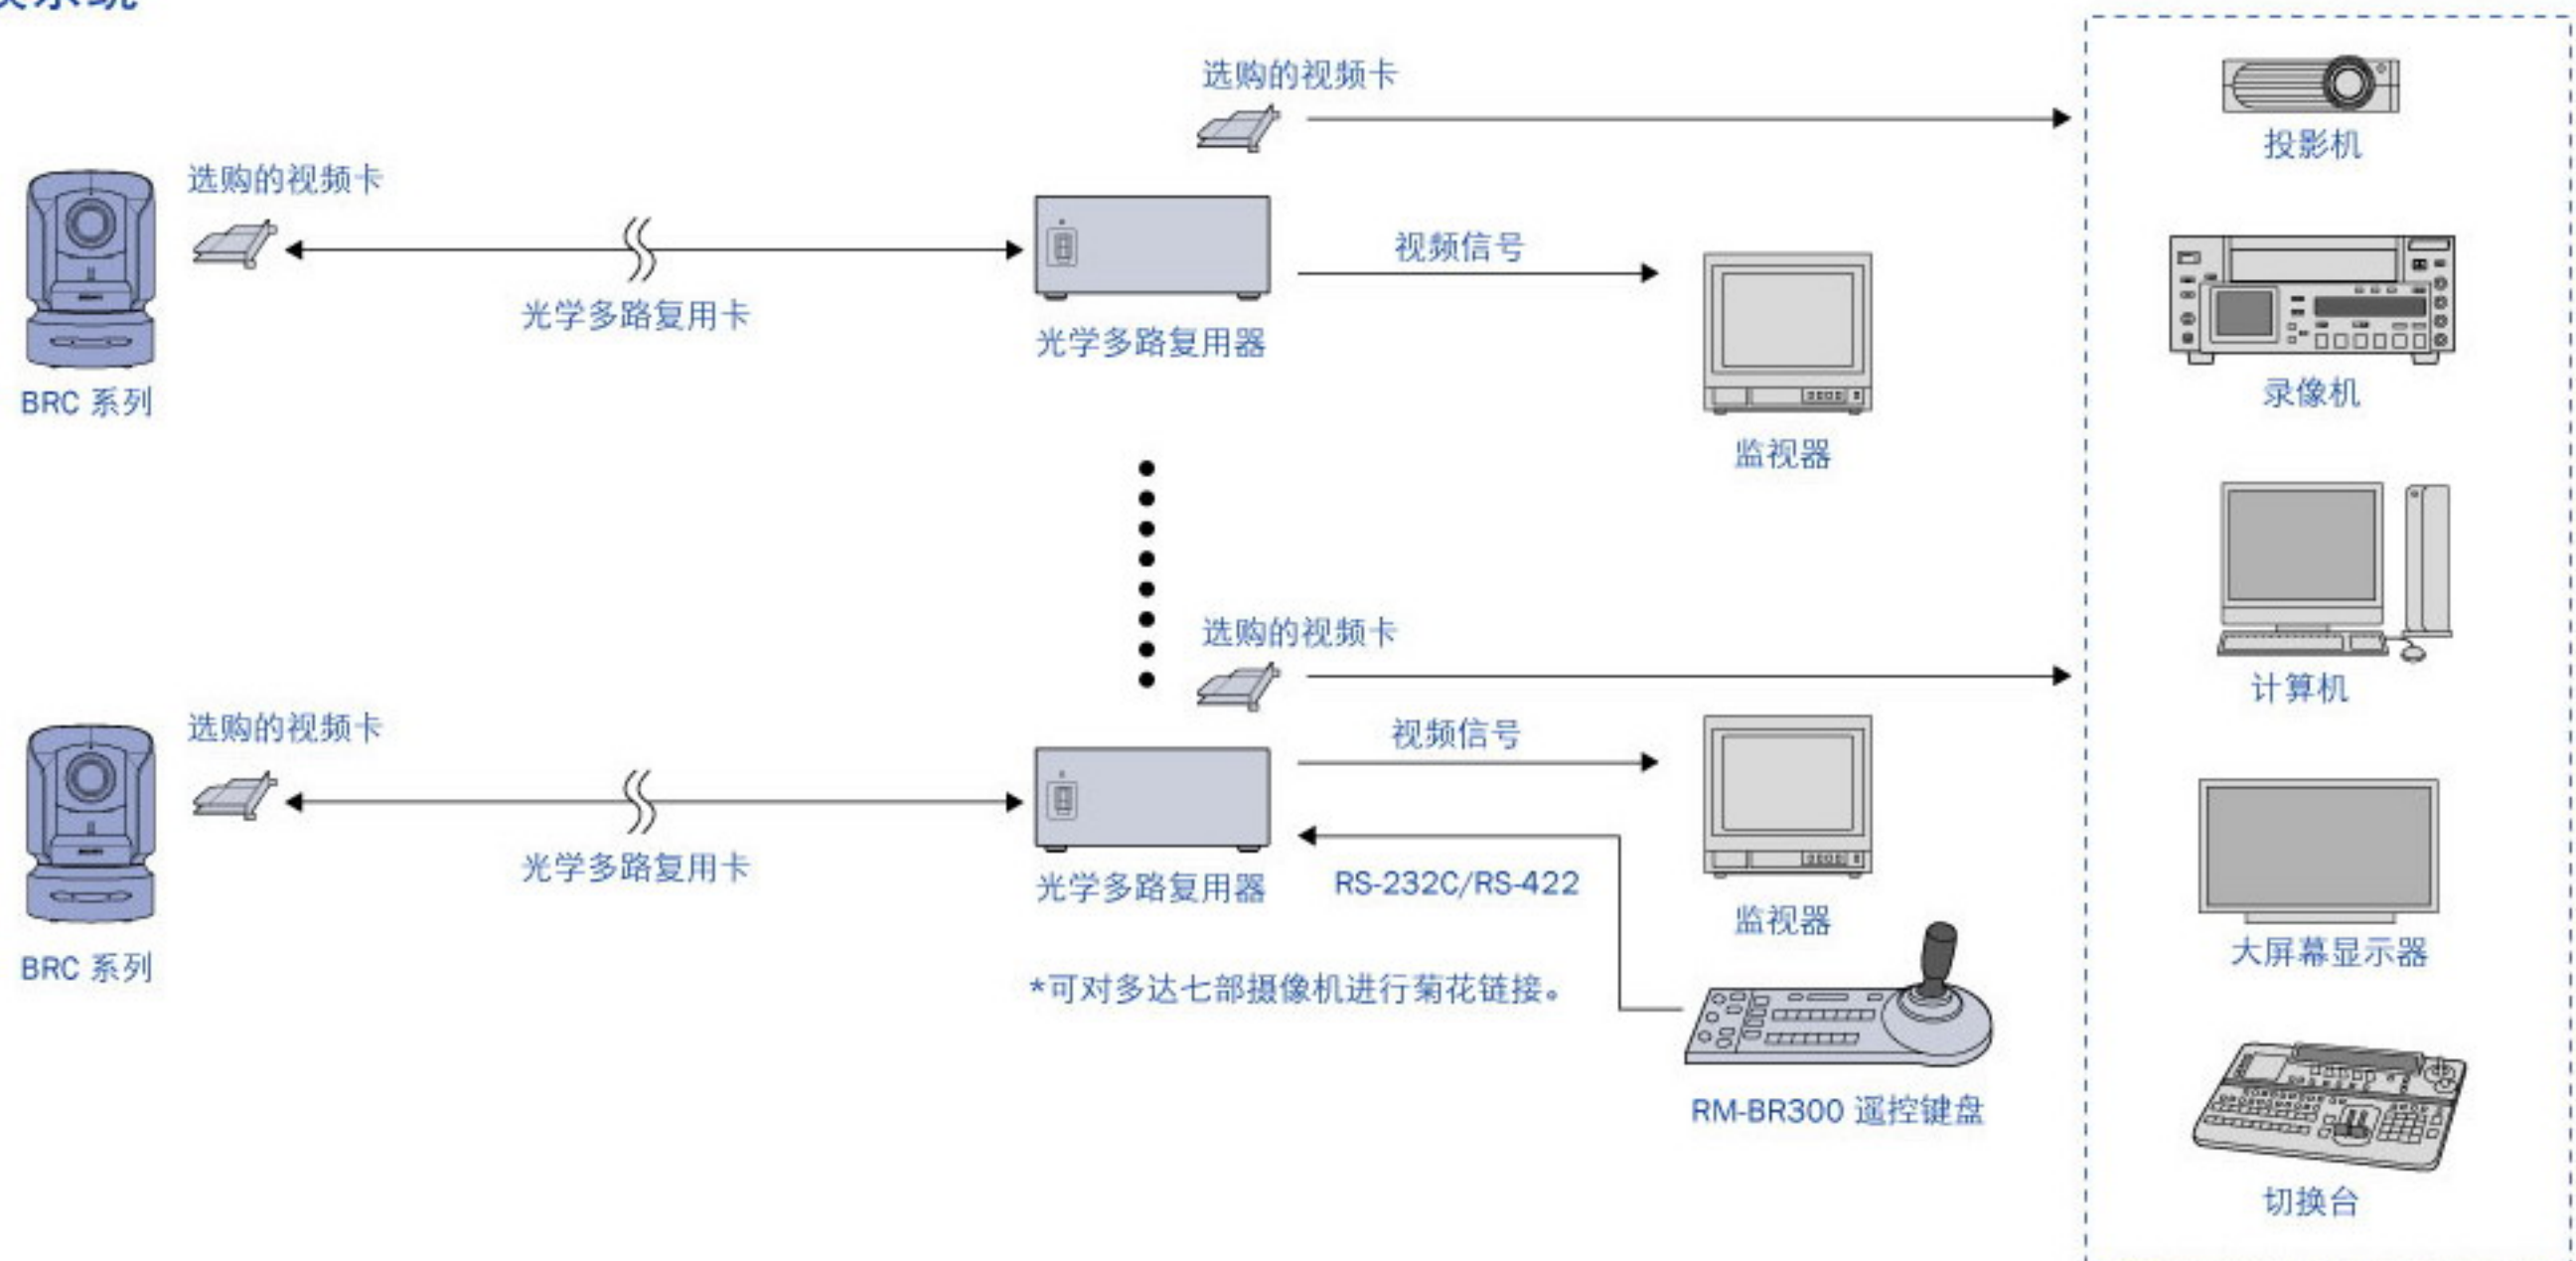 选购的视频卡
投影机
选购的视频卡
视频信号
光学多路复用卡
光学多路复用器
BRC 系列
录像机
监视器
选购的视频卡
计算机
选购的视频卡
视频信号
光学多路复用卡
光学多路复用器
RS-232C/RS-422
监视器
大屏幕显示器
BRC 系列
*可对多达七部摄像机进行菊花链接。
RM-BR300 遥控键盘
切换台